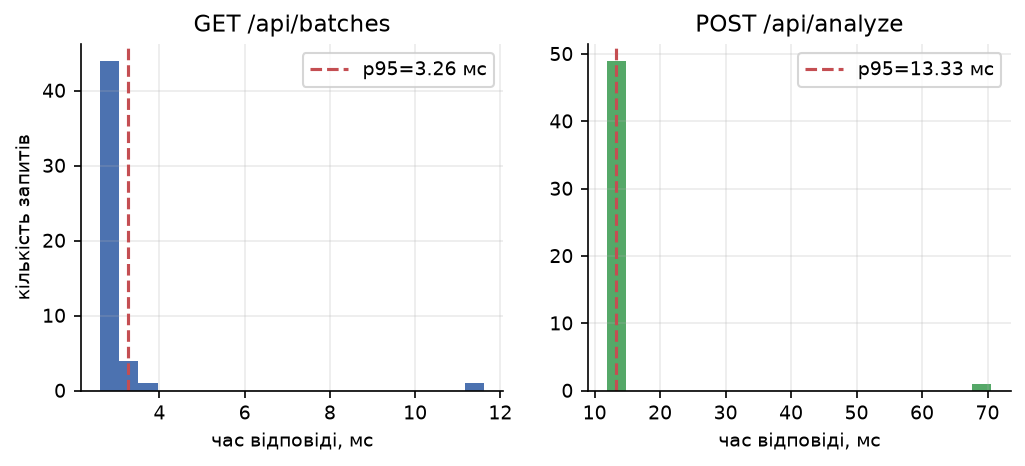 GET /api/batches
p95=3.26 мс
кількість запитів
40
30
20
10
0
4 6 8 10 12
час відповіді, мс
POST /api/analyze
p95=13.33 мс
50
40
30
20
10
0
10 20 30 40 50 60 70
час відповіді, мс